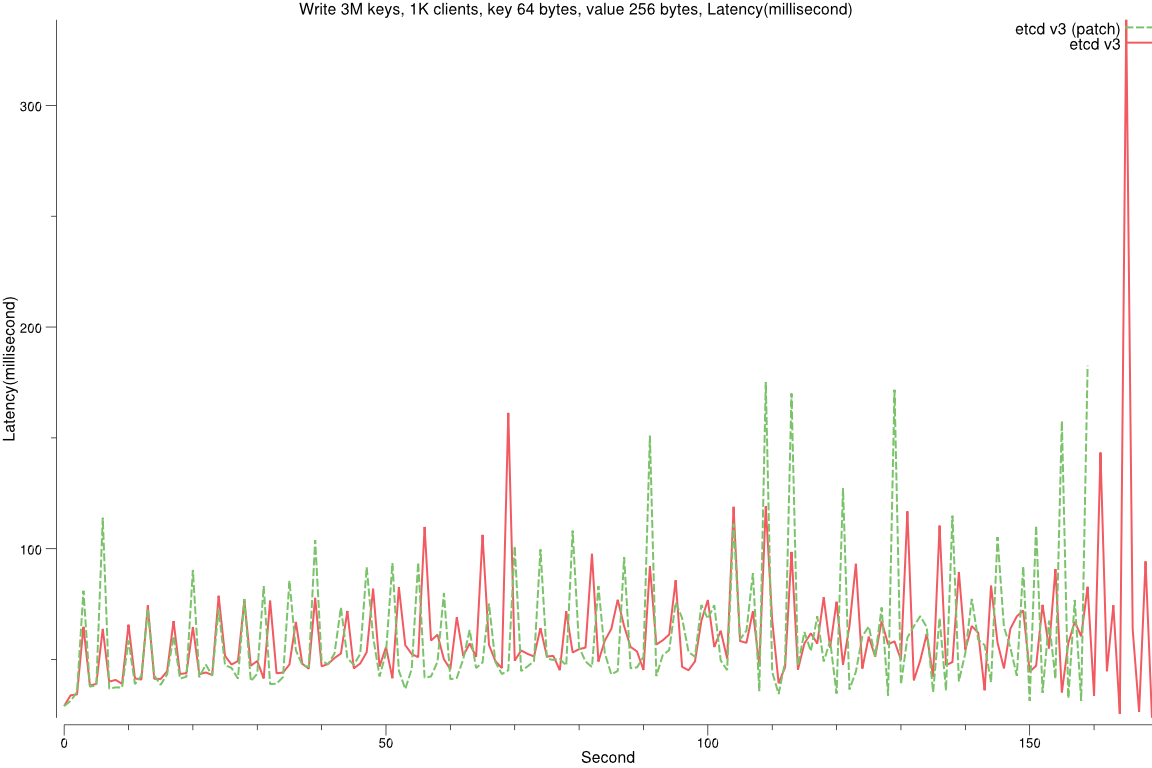 Write 3M keys, 1K clients, key 64 bytes, value 256 bytes, Latency(millisecond)
etcd v3 (patch)
etcd v3
300
200
100
Latency(millisecond)
0 50 100 150
Second